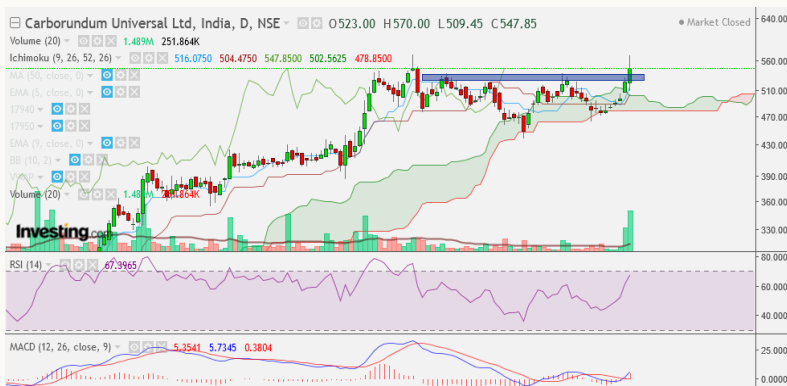 Carborundum Universal Ltd, India, D, NSE O523.00 H570.00 L509.45 C547.85 Market Closed
Volume (20) 1.489M 251.864K
Ichimoku (9, 26, 52, 26) 516.0750 504.4750 547.8500 502.5625 478.8500
MA (50, close, 0)
EMA (5, close, 0)
17940
17950
EMA (9, close, 0)
BB (10, 2)
Volume (20)
Investing
640.00
560.00
510.00
470.00
430.00
390.00
360.00
330.00
RSI (14) 67.3965
80.0000
60.0000
40.0000
MACD (12, 26, close, 9) 5.3541 5.7345 0.3804
25.0000
0.0000